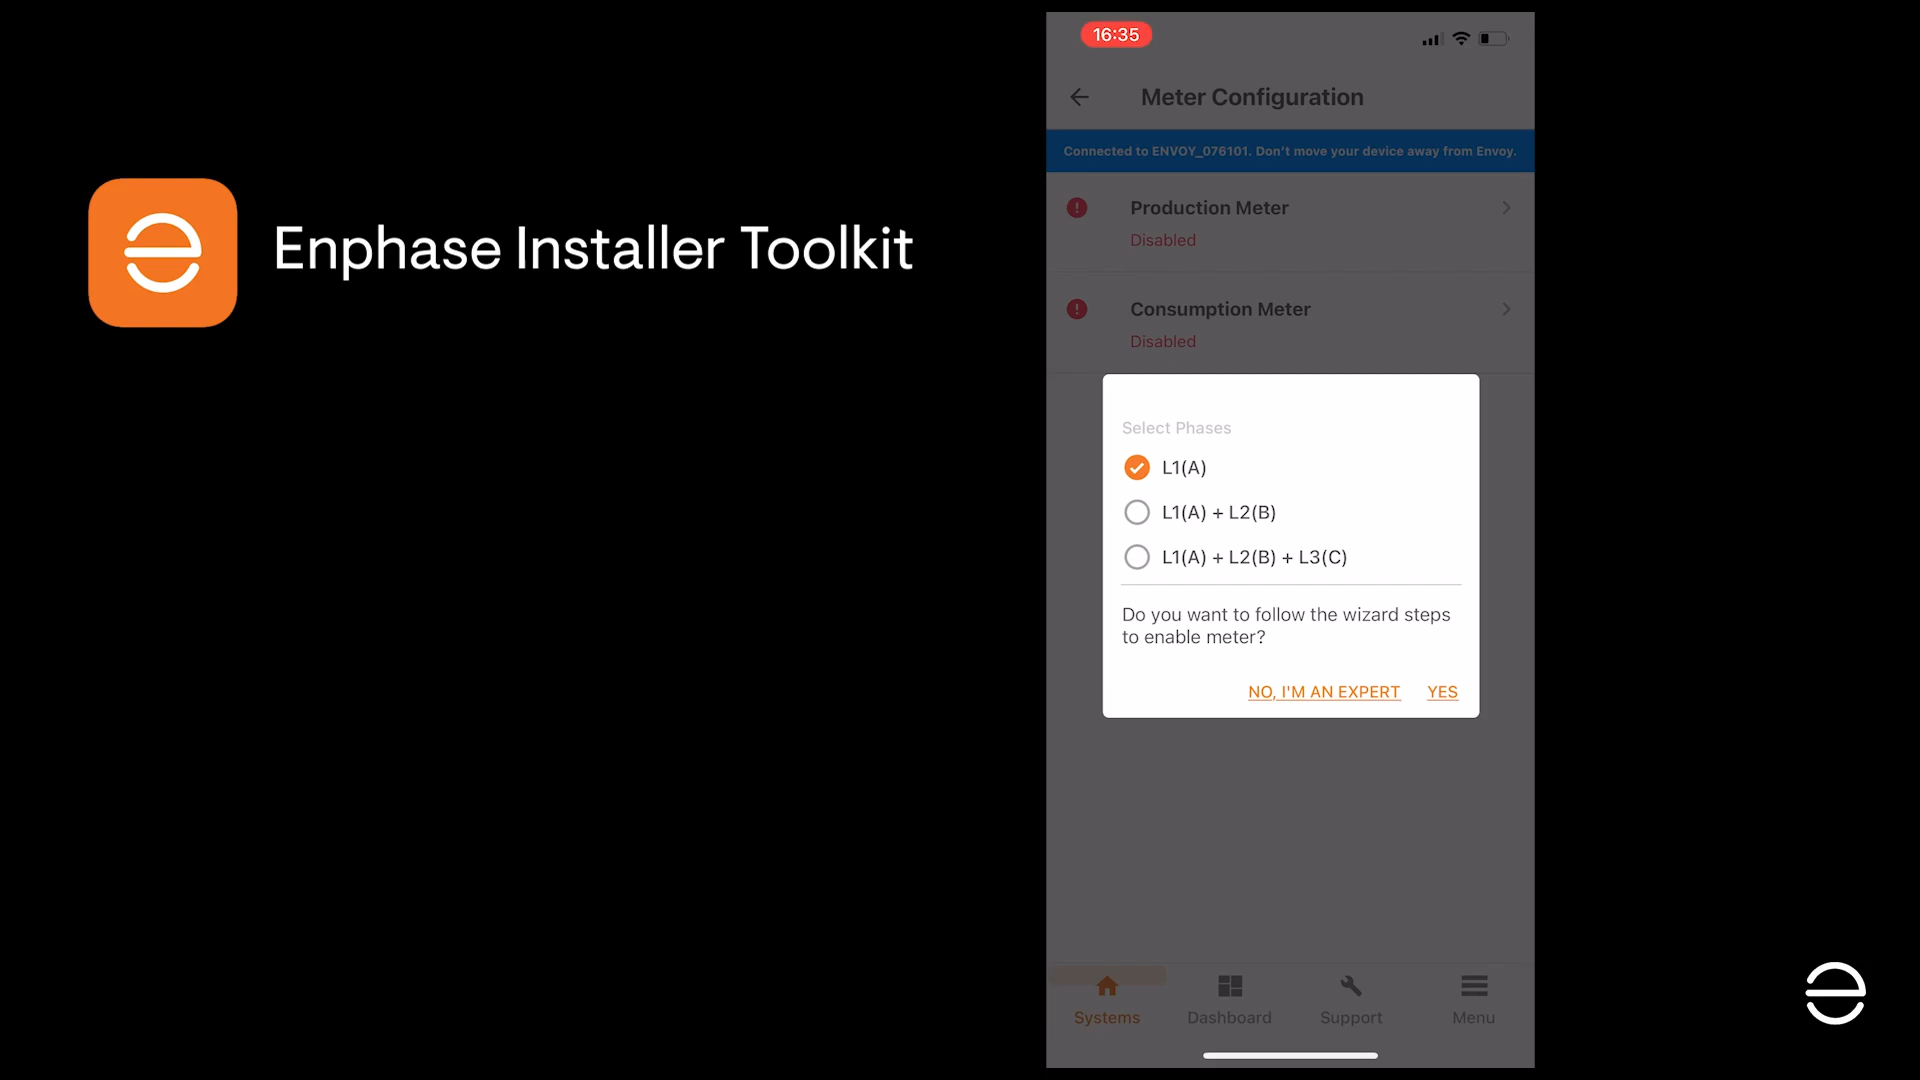 Enphase Installer Toolkit
16:35
Meter Configuration
Connected to ENVOY_076101. Don't move your device away from Envoy.
Production Meter
Disabled
Consumption Meter
Disabled
Select Phases
L1(A)
L1(A) + L2(B)
L1(A) + L2(B) + L3(C)
Do you want to follow the wizard steps
to enable meter?
NO, I'M AN EXPERT
YES
Systems
Dashboard
Support
Menu